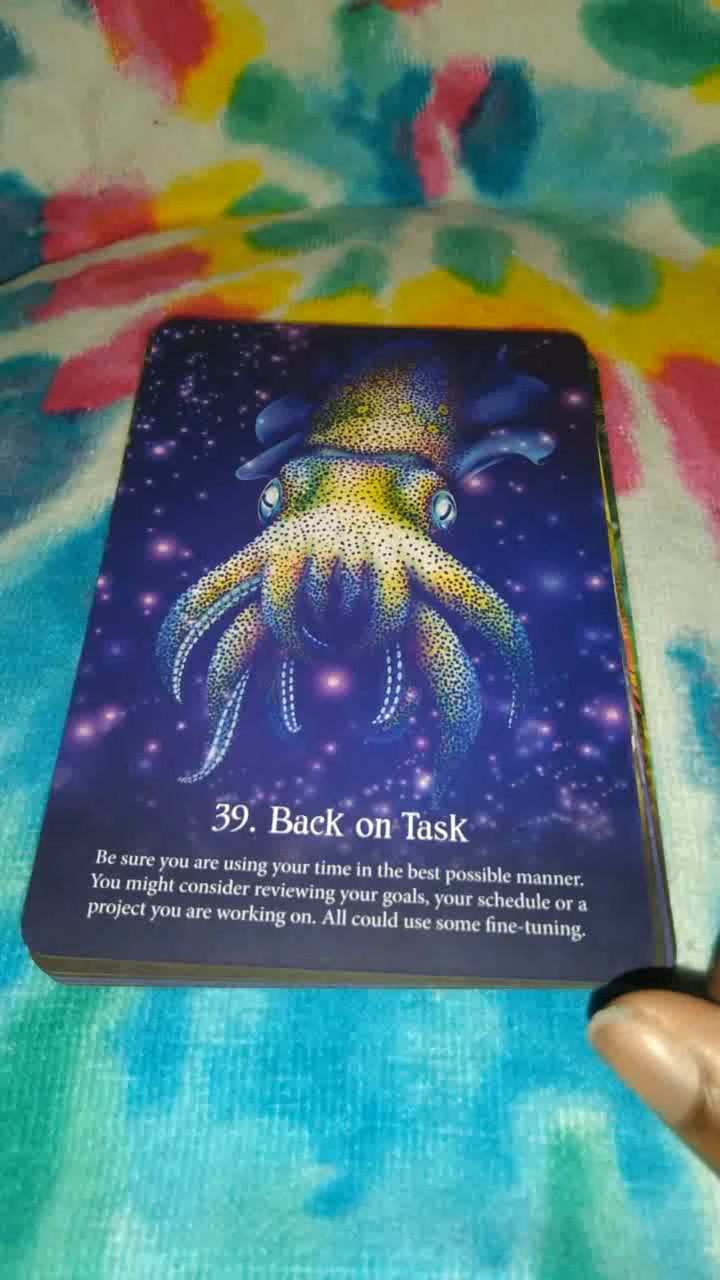 39. Back on Task
Be sure you are using your time in the best possible manner.
You might consider reviewing your goals, your schedule or a
project you are working on. All could use some fine-tuning.